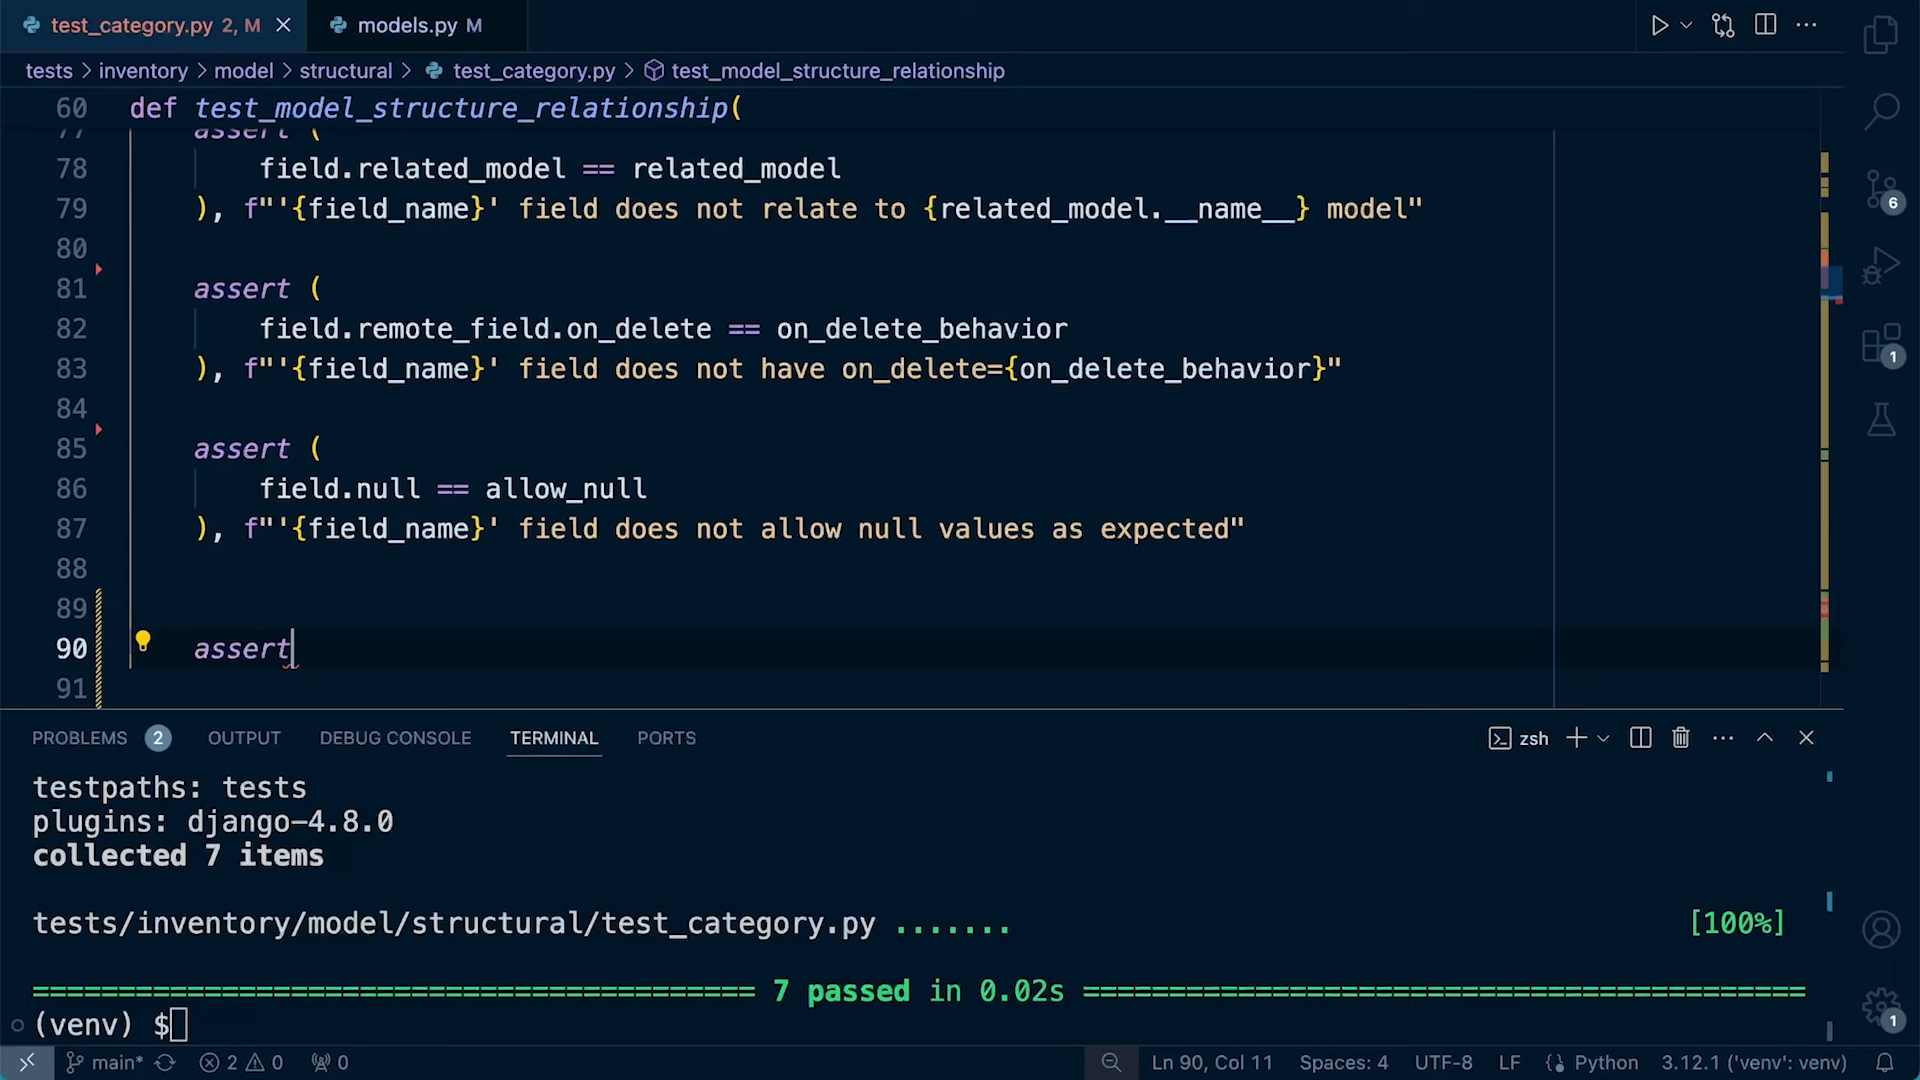 test_category.py 2, M
models.py M
tests > inventory > model > structural > test_category.py > test_model_structure_relationship
60 def test_model_structure_relationship(
77 assert (
78 field.related_model == related_model
79 ), f"'{field_name}' field does not relate to {related_model.__name__} model"
80
81 assert (
82 field.remote_field.on_delete == on_delete_behavior
83 ), f"'{field_name}' field does not have on_delete={on_delete_behavior}"
84
85 assert (
86 field.null == allow_null
87 ), f"'{field_name}' field does not allow null values as expected"
88
89
90 assert
91
6
1
PROBLEMS 2 OUTPUT DEBUG CONSOLE TERMINAL PORTS
zsh
testpaths: tests
plugins: django-4.8.0
collected 7 items
tests/inventory/model/structural/test_category.py ....... [100%]
========================================== 7 passed in 0.02s ==========================================
(venv) $
1
main* 2 0 0 Ln 90, Col 11 Spaces: 4 UTF-8 LF Python 3.12.1 ('venv': venv)